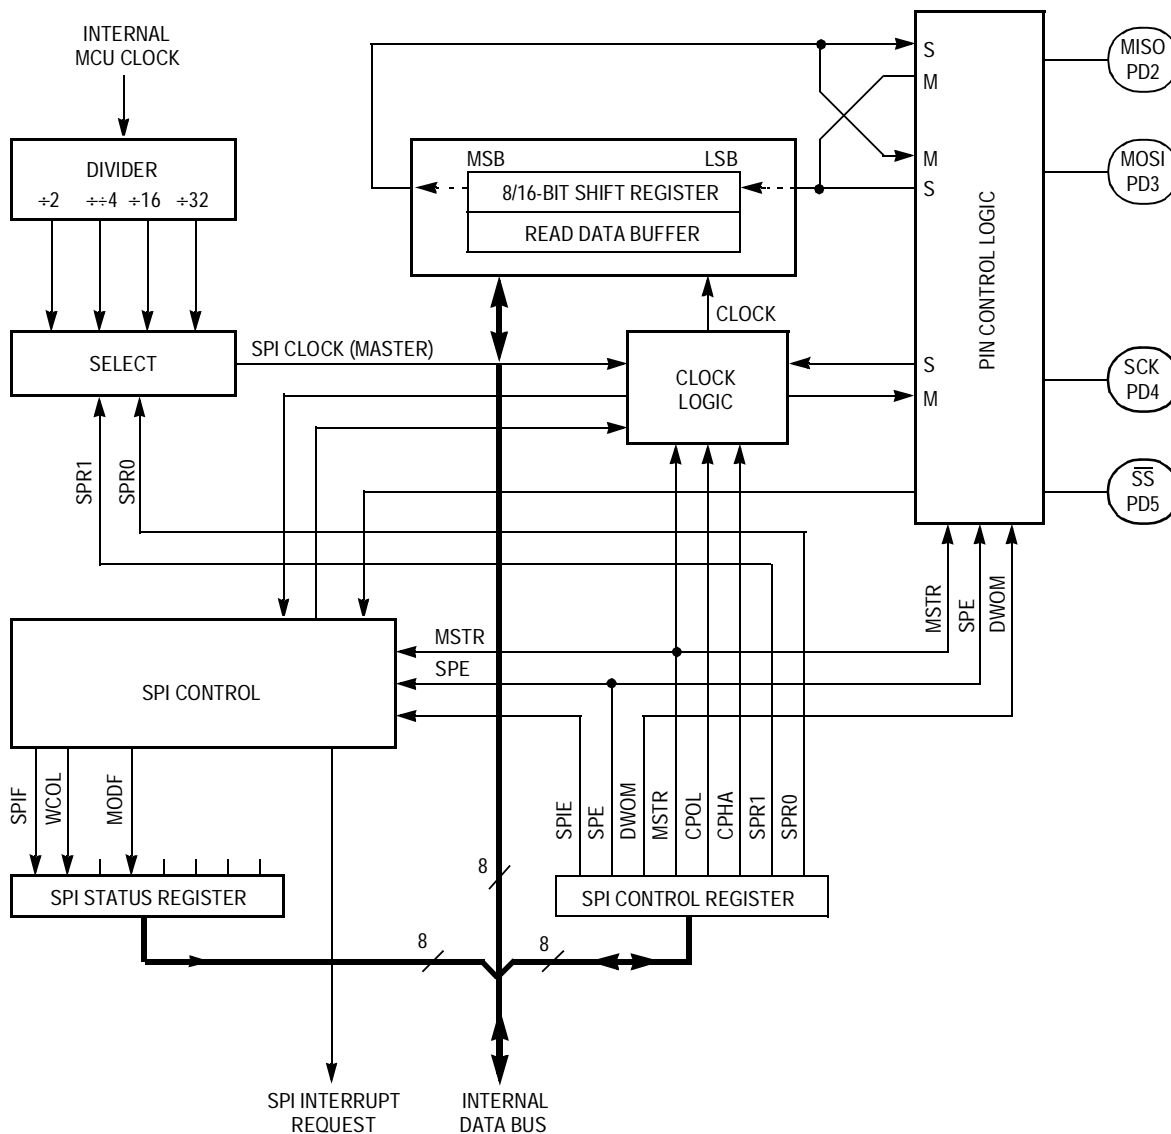 INTERNAL
MCU CLOCK
DIVIDER
÷2 ÷÷4 ÷16 ÷32
SELECT
SPI CLOCK (MASTER)
SPR1
SPR0
MSB LSB
8/16-BIT SHIFT REGISTER
READ DATA BUFFER
CLOCK
CLOCK
LOGIC
S
M
M
S
S
M
PIN CONTROL LOGIC
MISO
PD2
MOSI
PD3
SCK
PD4
SS
PD5
MSTR
SPE
DWOM
MSTR
SPE
SPI CONTROL
SPIF
WCOL
MODF
SPI STATUS REGISTER
SPIE
SPE
DWOM
MSTR
CPOL
CPHA
SPR1
SPR0
SPI CONTROL REGISTER
8
8
8
SPI INTERRUPT
REQUEST
INTERNAL
DATA BUS